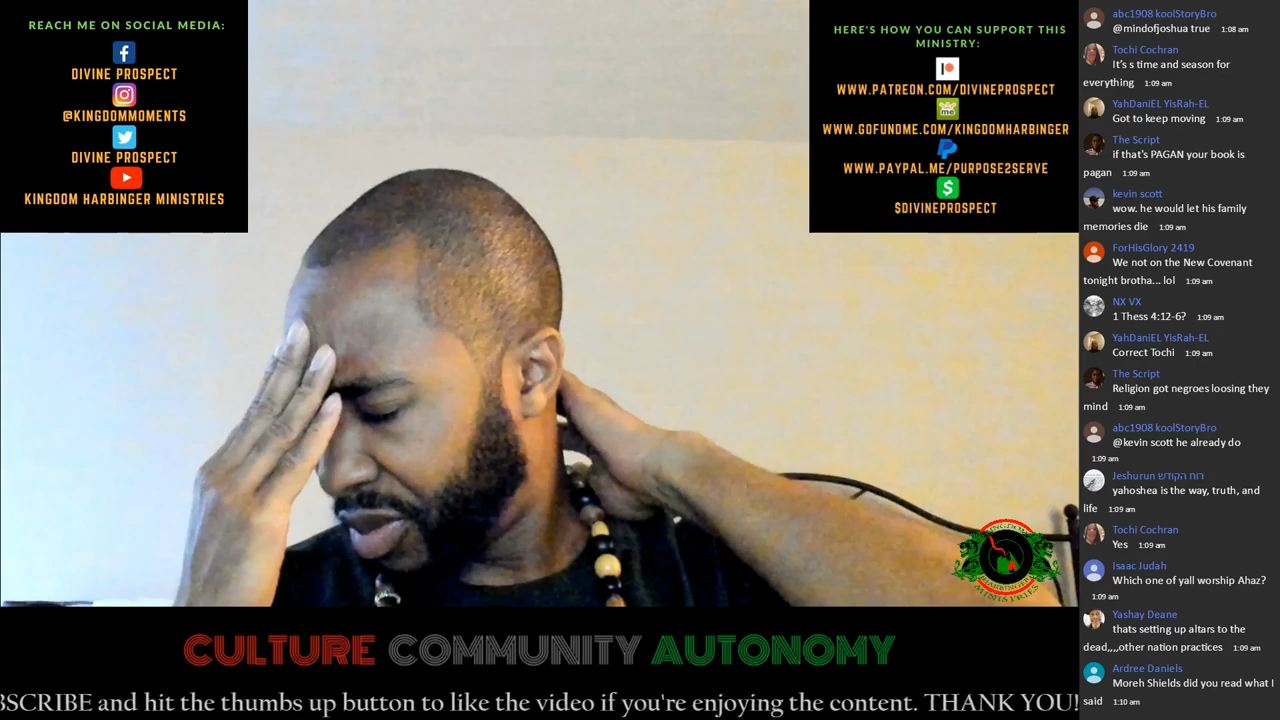 REACH ME ON SOCIAL MEDIA:
DIVINE PROSPECT
@KINGDOMMOMENTS
DIVINE PROSPECT
KINGDOM HARBINGER MINISTRIES
HERE'S HOW YOU CAN SUPPORT THIS
MINISTRY:
WWW.PATREON.COM/DIVINEPROSPECT
me
WWW.GOFUNDME.COM/KINGDOMHARBINGER
WWW.PAYPAL.ME/PURPOSE2SERVE
$
$DIVINEPROSPECT
abc1908 koolStoryBro
@mindofjoshua true 1:08 am
Tochi Cochran
It's s time and season for
everything 1:09 am
YahDaniEL YisRah-EL
Got to keep moving 1:09 am
The Script
if that's PAGAN your book is
pagan 1:09 am
kevin scott
wow. he would let his family
memories die 1:09 am
ForHisGlory 2419
We not on the New Covenant
tonight brotha... lol 1:09 am
NX VX
1 Thess 4:12-6? 1:09 am
YahDaniEL YisRah-EL
Correct Tochi 1:09 am
The Script
Religion got negroes loosing they
mind 1:09 am
abc1908 koolStoryBro
@kevin scott he already do
1:09 am
Jeshurun רוח הקודש
yahoshea is the way, truth, and
life 1:09 am
Tochi Cochran
Yes 1:09 am
Isaac Judah
Which one of yall worship Ahaz?
1:09 am
Yashay Deane
thats setting up altars to the
dead,,,,other nation practices 1:09 am
Ardree Daniels
Moreh Shields did you read what I
said 1:10 am
KINGDOM
HARBINGER
MINISTRIES
CULTURE COMMUNITY AUTONOMY
BSCRIBE and hit the thumbs up button to like the video if you're enjoying the content. THANK YOU!